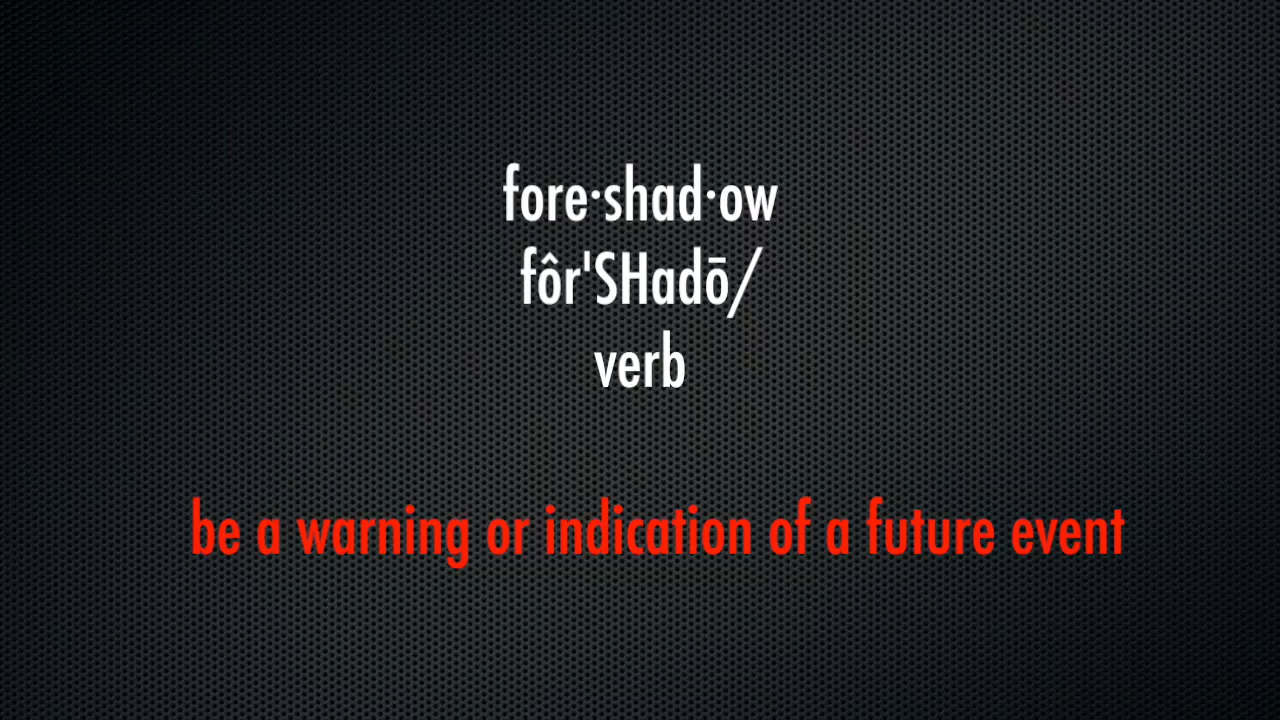 fore·shad·ow
fôr'SHadō/
verb
be a warning or indication of a future event